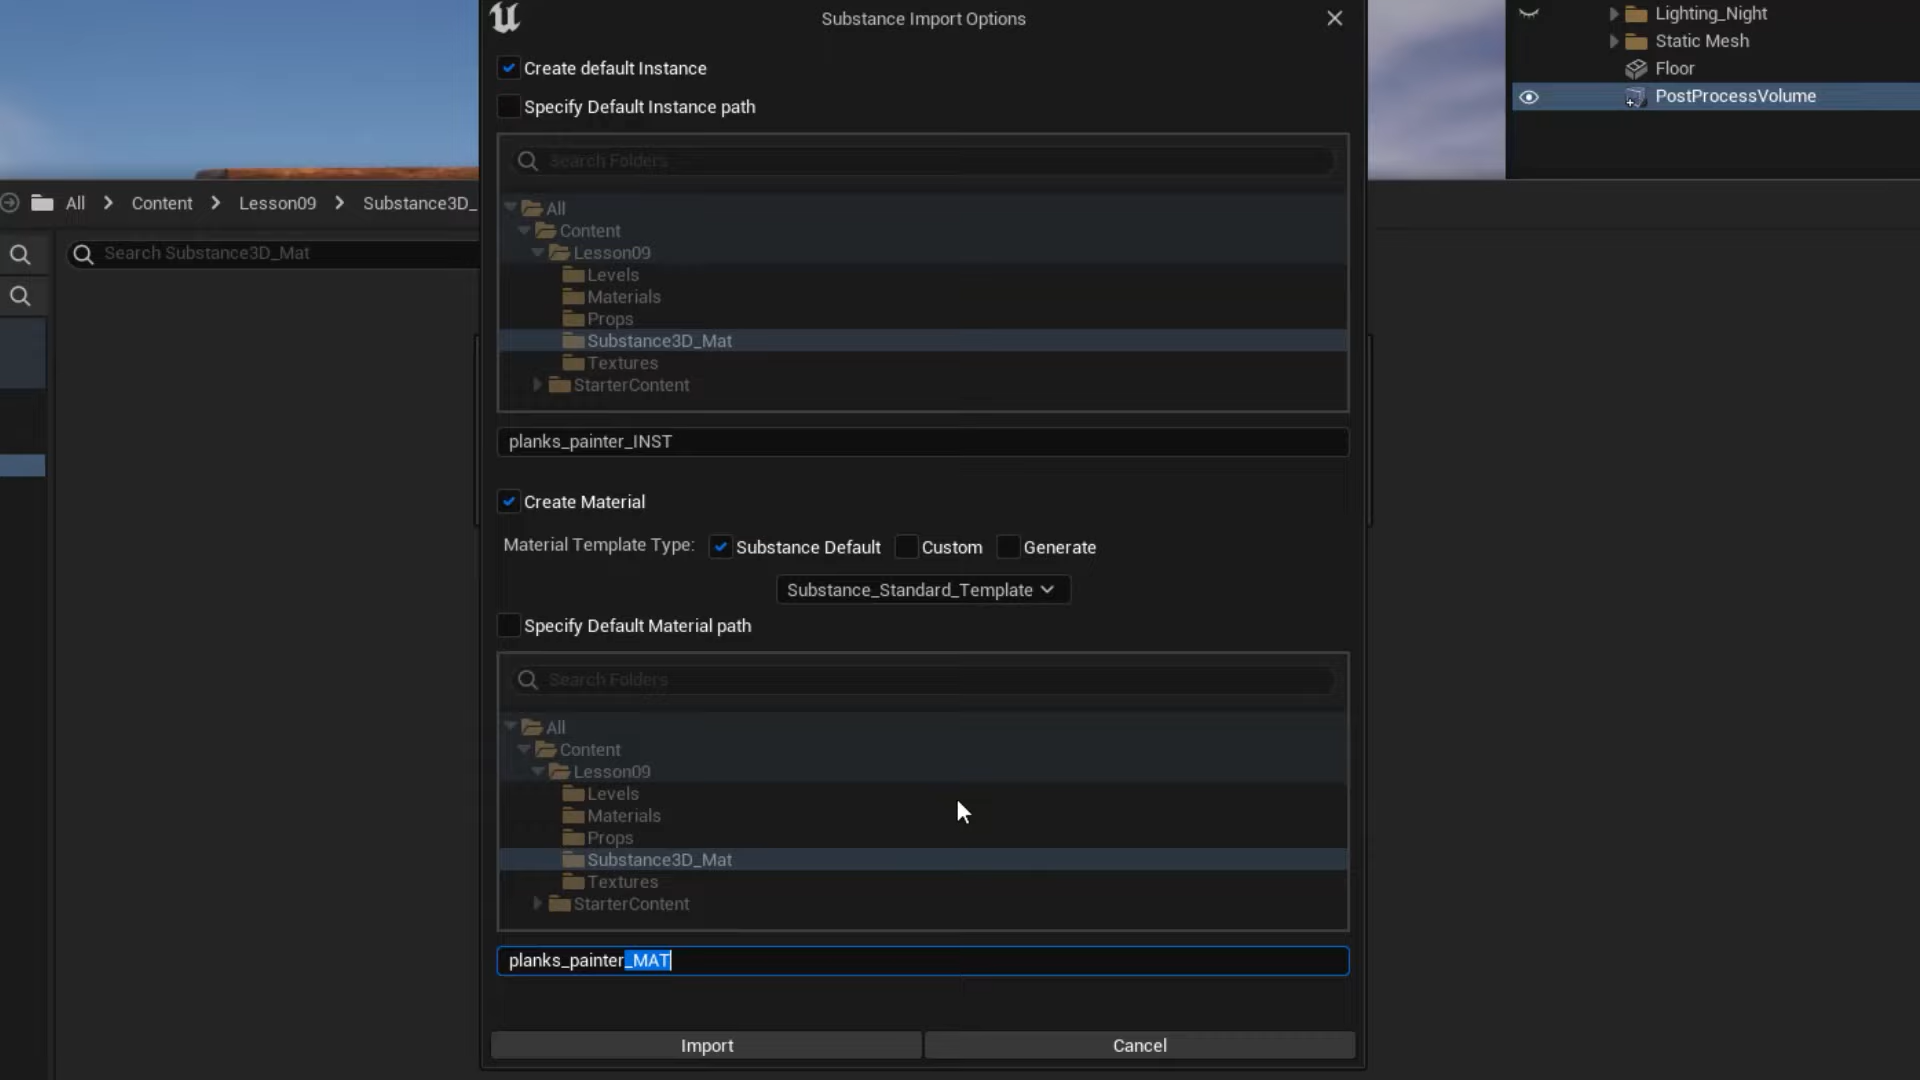 Substance Import Options
Lighting_Night
Static Mesh
Floor
PostProcessVolume
Create default Instance
Specify Default Instance path
Search Folders
All
Content
Lesson09
Levels
Materials
Props
Substance3D_Mat
Textures
StarterContent
planks_painter_INST
All > Content > Lesson09 > Substance3D_
Search Substance3D_Mat
Create Material
Material Template Type: Substance Default Custom Generate
Substance_Standard_Template
Specify Default Material path
Search Folders
All
Content
Lesson09
Levels
Materials
Props
Substance3D_Mat
Textures
StarterContent
planks_painter_MAT
Import Cancel